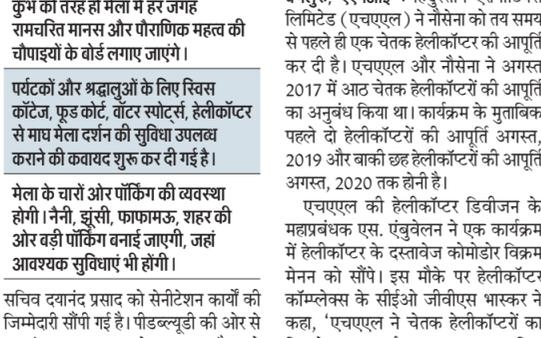 कुंभ की तरह ही मेला में हर जगह
रामचरित मानस और पौराणिक महत्व की
चौपाइयों के बोर्ड लगाए जाएंगे।
पर्यटकों और श्रद्धालुओं के लिए स्विस
कॉटेज, फूड कोर्ट, वॉटर स्पोर्ट्स, हेलीकॉप्टर
से माघ मेला दर्शन की सुविधा उपलब्ध
कराने की कवायद शुरू कर दी गई है।
मेला के चारों ओर पॉर्किंग की व्यवस्था
होगी। नैनी, झूंसी, फाफामऊ, शहर की
ओर बड़ी पॉर्किंग बनाई जाएगी, जहां
आवश्यक सुविधाएं भी होंगी।
सचिव दयानंद प्रसाद को सेनीटेशन कार्यों की
जिम्मेदारी सौंपी गई है। पीडब्ल्यूडी की ओर से
लिमिटेड (एचएएल) ने नौसेना को तय समय
से पहले ही एक चेतक हेलीकॉप्टर की आपूर्ति
कर दी है। एचएएल और नौसेना ने अगस्त
2017 में आठ चेतक हेलीकॉप्टरों की आपूर्ति
का अनुबंध किया था। कार्यक्रम के मुताबिक
पहले दो हेलीकॉप्टरों की आपूर्ति अगस्त,
2019 और बाकी छह हेलीकॉप्टरों की आपूर्ति
अगस्त, 2020 तक होनी है।
एचएएल की हेलीकॉप्टर डिवीजन के
महाप्रबंधक एस. एंबुवेलन ने एक कार्यक्रम
में हेलीकॉप्टर के दस्तावेज कोमोडोर विक्रम
मेनन को सौंपे। इस मौके पर हेलीकॉप्टर
कॉम्प्लेक्स के सीईओ जीवीएस भास्कर ने
कहा, 'एचएएल ने चेतक हेलीकॉप्टरों का